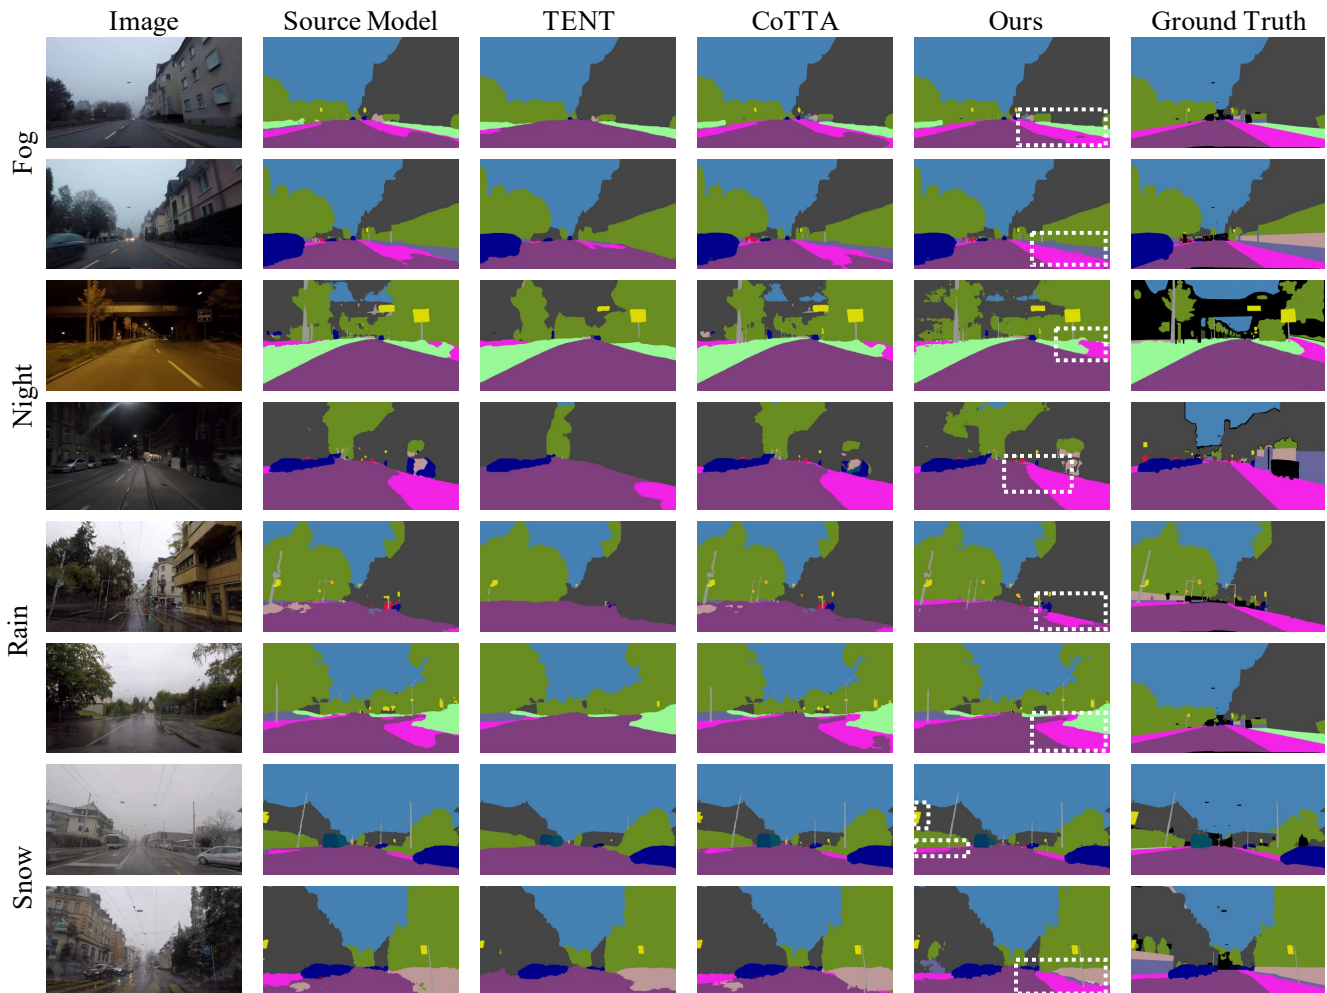 Image Source Model TENT CoTTA Ours Ground Truth
Fog
Night
Rain
Snow